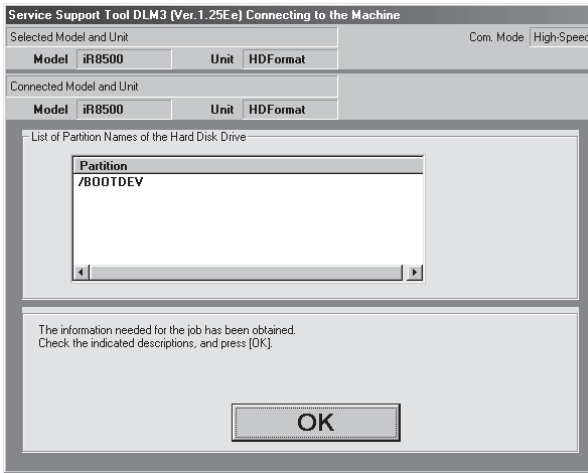 Service Support Tool DLM3 (Ver.1.25Ee) Connecting to the Machine
Selected Model and Unit
Com. Mode High-Speed
Model iR8500 Unit HDFormat
Connected Model and Unit
Model iR8500 Unit HDFormat
List of Partition Names of the Hard Disk Drive
Partition
/BOOTDEV
The information needed for the job has been obtained.
Check the indicated descriptions, and press [OK].
OK